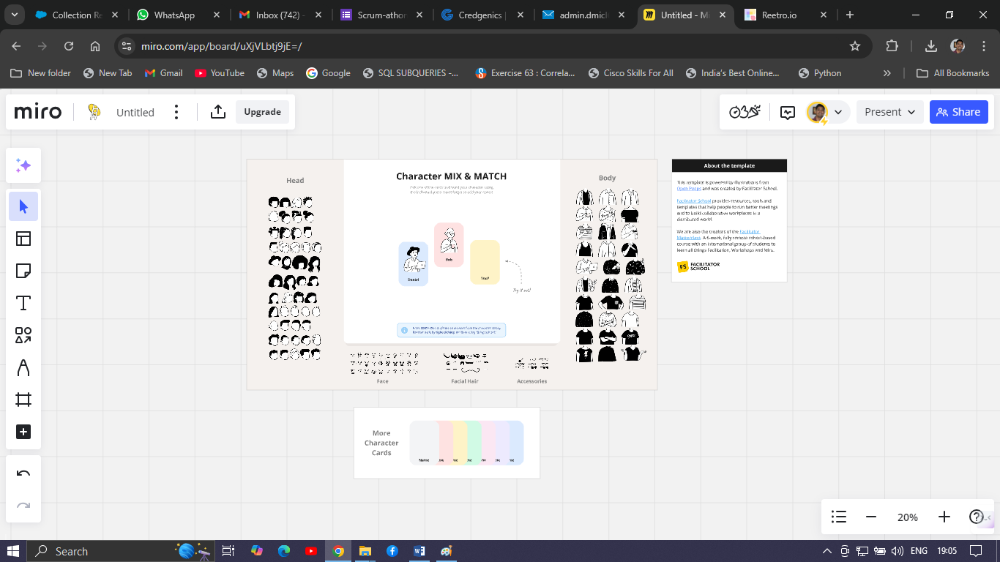 Collection Re
WhatsApp
Inbox (742) -
Scrum-athor
Credgenics |
admin.dmicl
Untitled - Mi
Reetro.io
miro.com/app/board/uXjVLbtj9jE=/
New folder
New Tab
Gmail
YouTube
Maps
Google
SQL SUBQUERIES -...
Exercise 63 : Correla...
Cisco Skills For All
India's Best Online...
Python
All Bookmarks
miro
Untitled
Upgrade
Present
Share
Head
Character MIX & MATCH
Body
Daniel
Bob
You?
Try it out!
Face
Facial Hair
Accessories
About the template
This template is powered by illustrations from
Open Peeps and was created by Facilitator School.
Facilitator School provides resources, tools and
templates that help people to run better meetings
and to build collaborative workplaces in a
distributed world.
We are also the creators of the Facilitator
Masterclass. A 6-week, fully remote cohort-based
course with an international group of students to
learn all things Facilitation, Workshops and Miro.
FS
FACILITATOR
SCHOOL
More
Character
Cards
Name
20%
Search
ENG
19:05